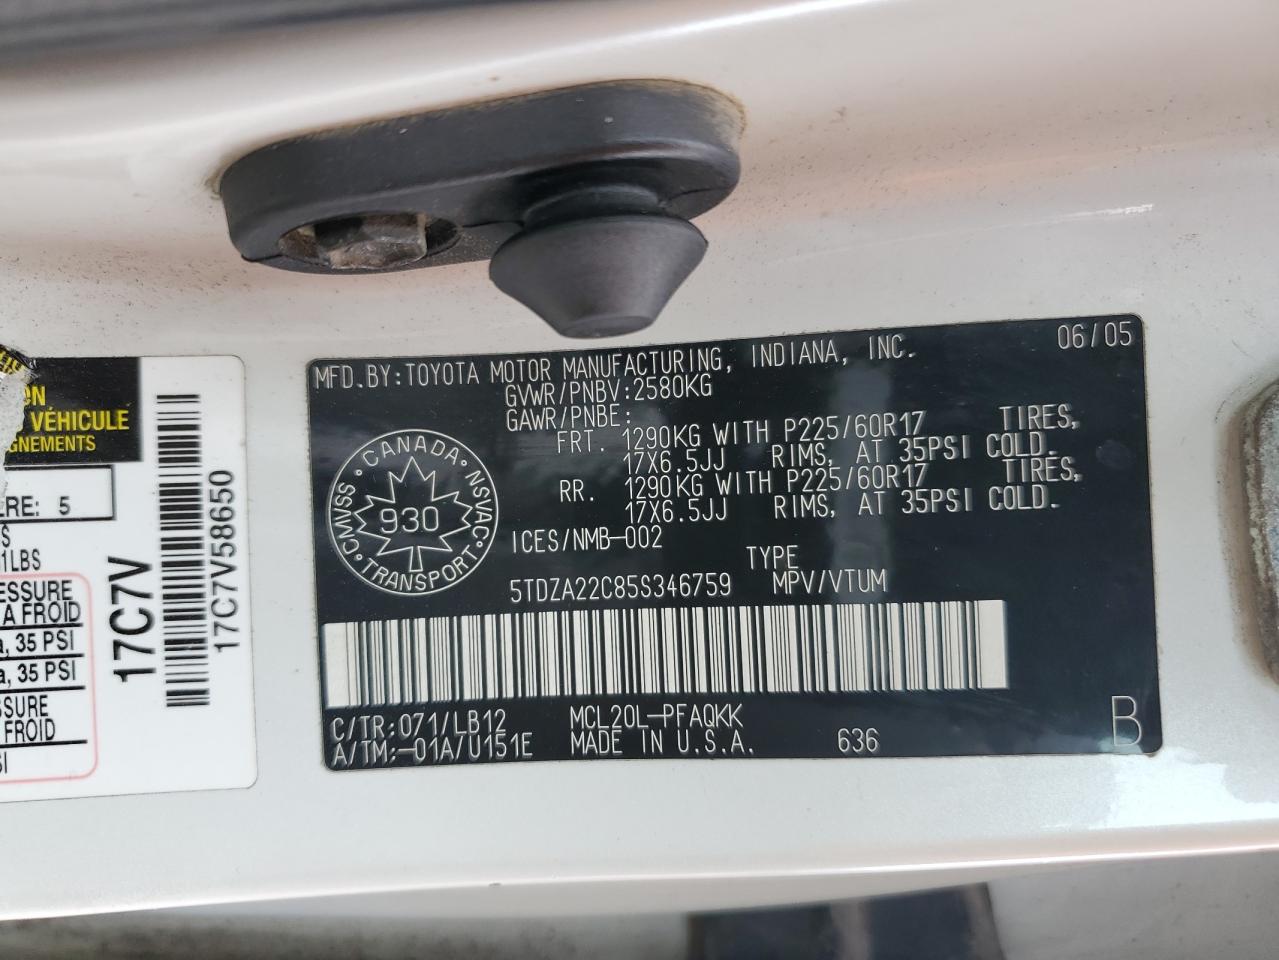 EN
VÉHICULE
GNEMENTS
RE: 5
S
1LBS
ESSURE
A FROID
a, 35 PSI
a, 35 PSI
SSURE
FROID
SI
17C7V
17C7V58650
MFD.BY:TOYOTA MOTOR MANUFACTURING, INDIANA, INC. 06/05
GVWR/PNBV:2580KG
GAWR/PNBE:
FRT. 1290KG WITH P225/60R17 TIRES,
17X6.5JJ RIMS, AT 35PSI COLD.
RR. 1290KG WITH P225/60R17 TIRES,
17X6.5JJ RIMS, AT 35PSI COLD.
CANADA
CMVSS NSVAC
930
TRANSPORT
ICES/NMB-002
TYPE
5TDZA22C85S346759 MPV/VTUM
C/TR:071/LB12 MCL20L-PFAQKK
A/TM:-01A/U151E MADE IN U.S.A. 636 B